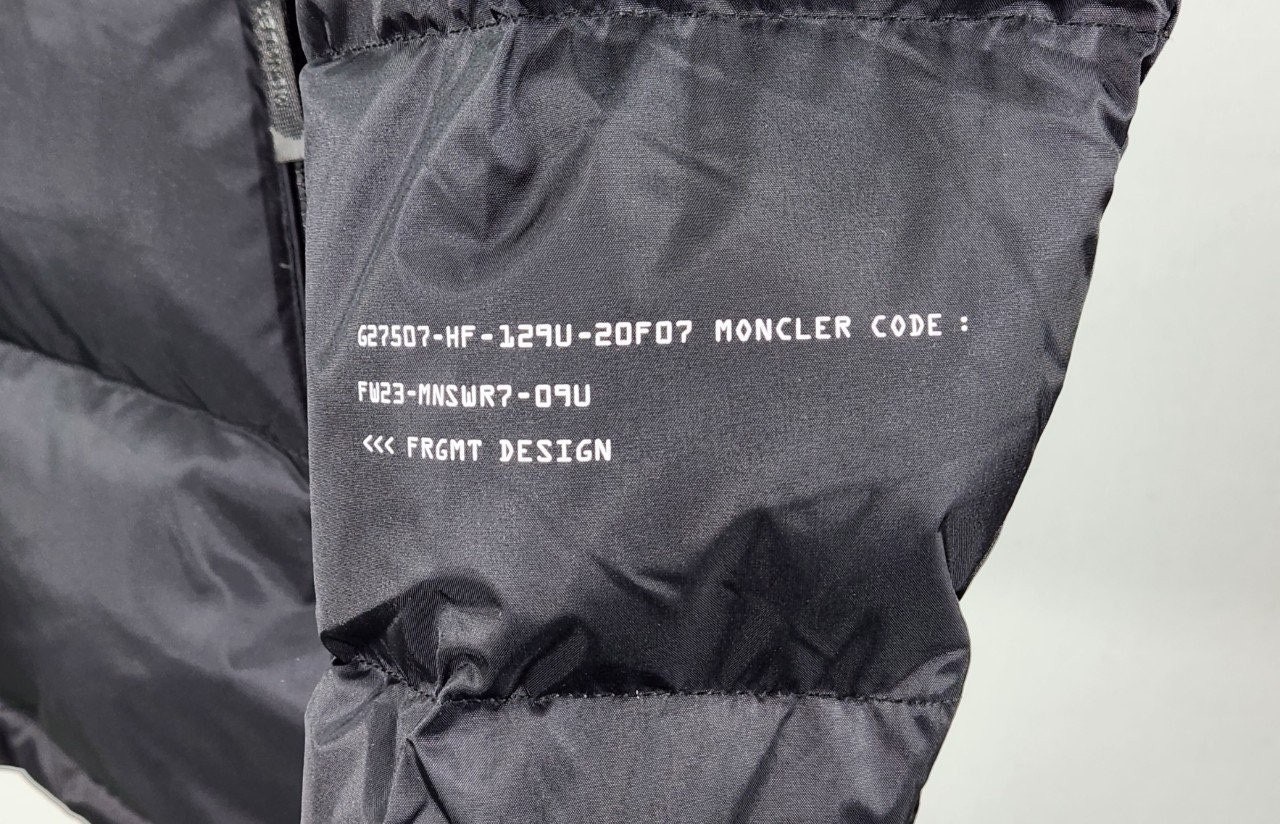 G27507-HF-129U-20F07 MONCLER CODE :
FW23-MNSWR7-09U
<<< FRGMT DESIGN